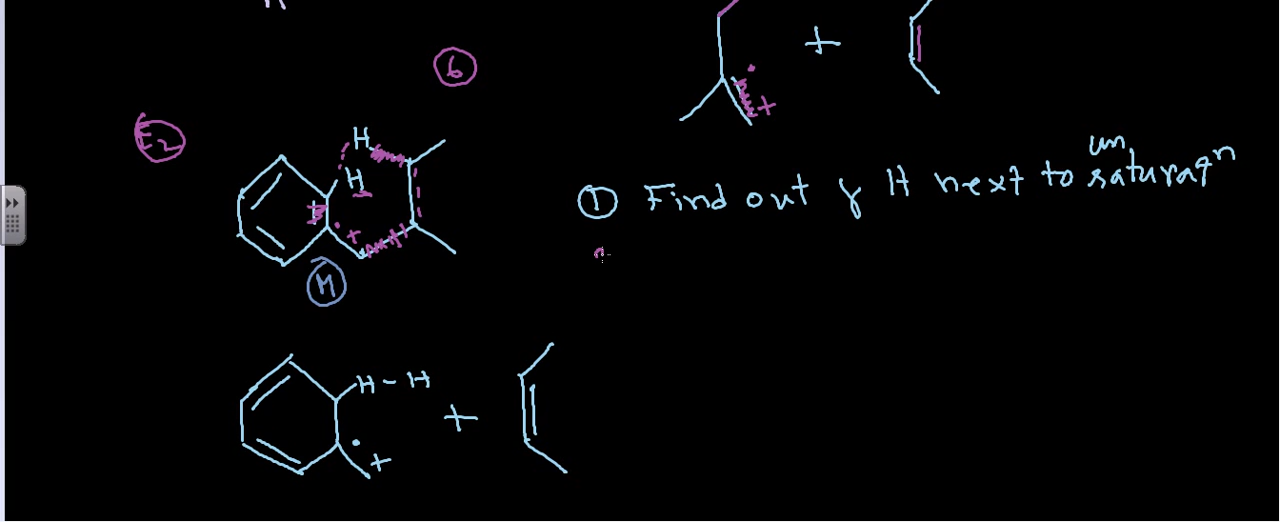 6
E2
H
H
+
+
+
M
① Find out γ H next to unsaturatⁿ
H - H
+
+